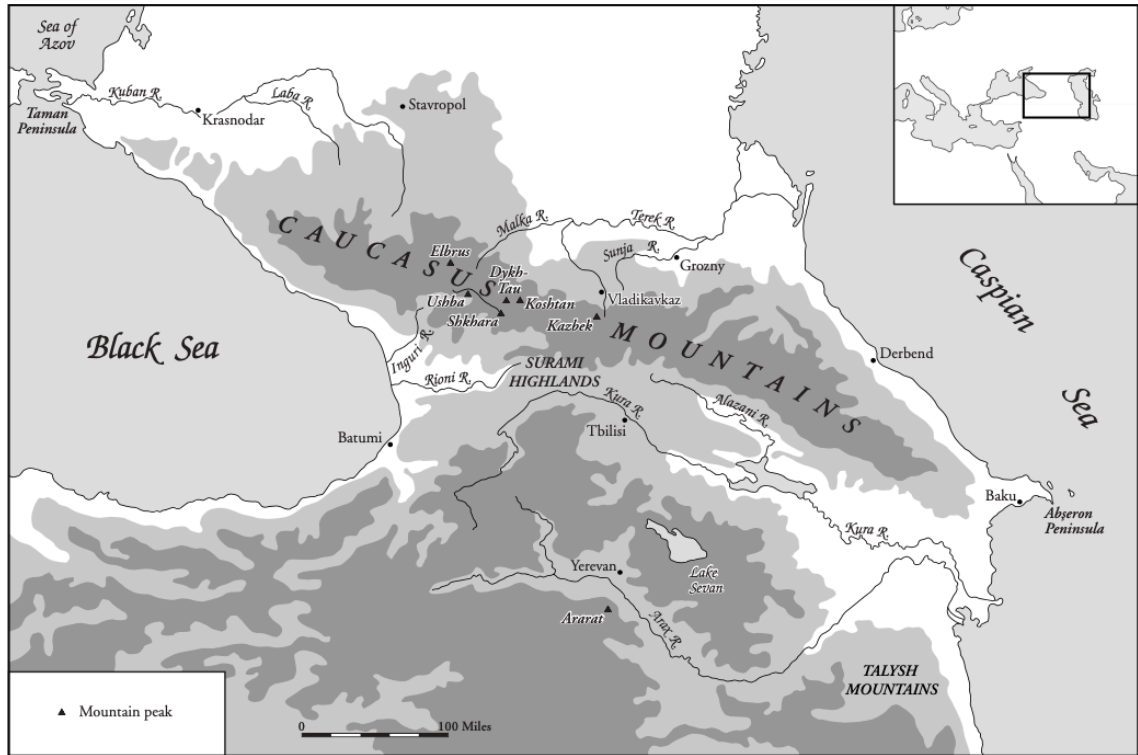 Sea of
Azov
Kuban R.
Laba R.
Taman
Peninsula
Krasnodar
Stavropol
CAUCASUS
MOUNTAINS
Malka R.
Terek R.
Sunja R.
Grozny
Elbrus
Dykh-
Tau
Ushba
Koshtan
Shkhara
Vladikavkaz
Kazbek
Caspian
Sea
Black Sea
Inguri R.
Rioni R.
SURAMI
HIGHLANDS
Derbend
Kura R.
Alazani R.
Tbilisi
Batumi
Baku
Abşeron
Peninsula
Kura R.
Yerevan
Lake
Sevan
Ararat
Arax R.
TALYSH
MOUNTAINS
Mountain peak
0 100 Miles